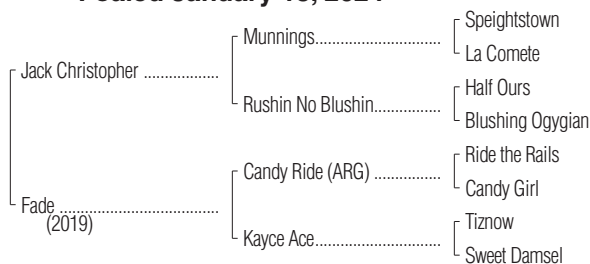 Foaled January 18, 2024
Speightstown
Munnings
La Comete
Jack Christopher
Half Ours
Rushin No Blushin
Blushing Ogygian
Ride the Rails
Candy Ride (ARG)
Candy Girl
Fade
(2019)
Tiznow
Kayce Ace
Sweet Damsel